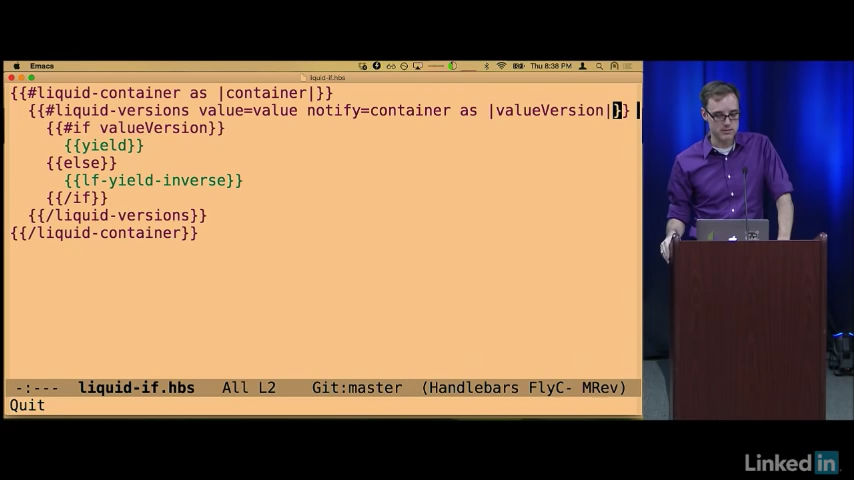 Emacs
Thu 8:38 PM
liquid-if.hbs
{{#liquid-container as |container|}}
{{#liquid-versions value=value notify=container as |valueVersion|}}
{{#if valueVersion}}
{{yield}}
{{else}}
{{lf-yield-inverse}}
{{/if}}
{{/liquid-versions}}
{{/liquid-container}}
-:--- liquid-if.hbs All L2 Git:master (Handlebars FlyC- MRev)
Quit
Linked in